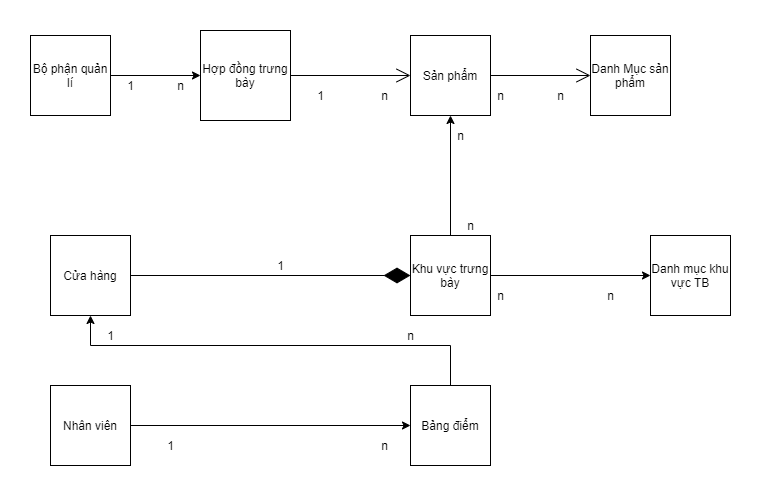 Bộ phận quản
lí
Hợp đồng trưng
bày
Sản phẩm
Danh Mục sản
phẩm
1
n
1
n
n
n
n
n
Cửa hàng
1
Khu vực trưng
bày
Danh mục khu
vực TB
n
n
1
n
Nhân viên
Bảng điểm
1
n